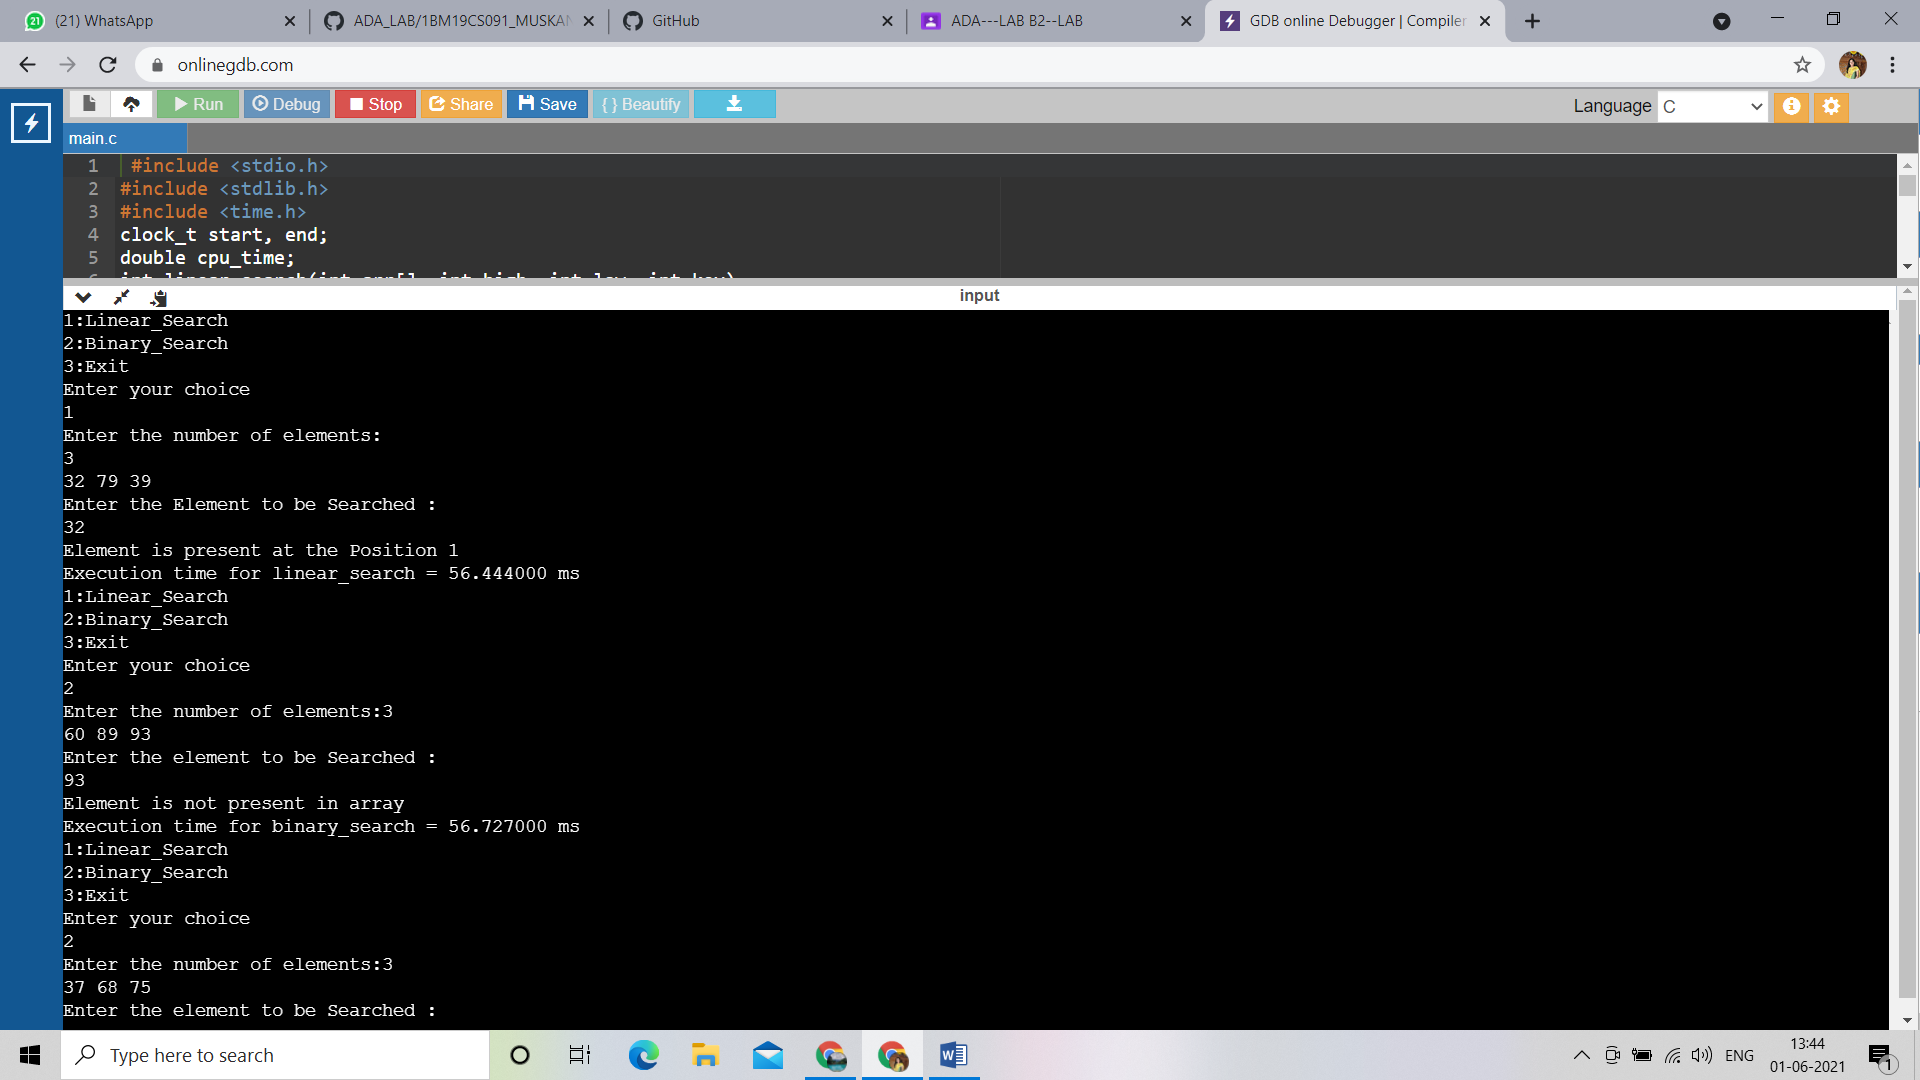 (21) WhatsApp
ADA_LAB/1BM19CS091_MUSKAN
GitHub
ADA---LAB B2--LAB
GDB online Debugger | Compiler
onlinegdb.com
Run
Debug
Stop
Share
Save
{ } Beautify
Language
C
main.c
1 #include <stdio.h>
2 #include <stdlib.h>
3 #include <time.h>
4 clock_t start, end;
5 double cpu_time;
input
1:Linear_Search
2:Binary_Search
3:Exit
Enter your choice
1
Enter the number of elements:
3
32 79 39
Enter the Element to be Searched :
32
Element is present at the Position 1
Execution time for linear_search = 56.444000 ms
1:Linear_Search
2:Binary_Search
3:Exit
Enter your choice
2
Enter the number of elements:3
60 89 93
Enter the element to be Searched :
93
Element is not present in array
Execution time for binary_search = 56.727000 ms
1:Linear_Search
2:Binary_Search
3:Exit
Enter your choice
2
Enter the number of elements:3
37 68 75
Enter the element to be Searched :
Type here to search
ENG
13:44
01-06-2021
1